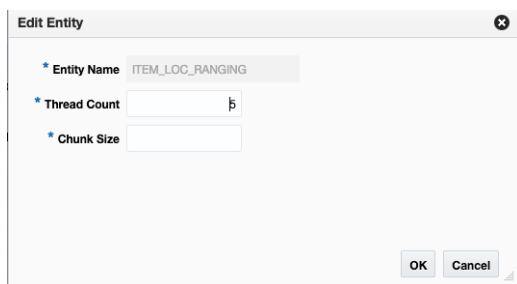 Edit Entity
* Entity Name ITEM_LOC_RANGING
* Thread Count 5
* Chunk Size
OK Cancel